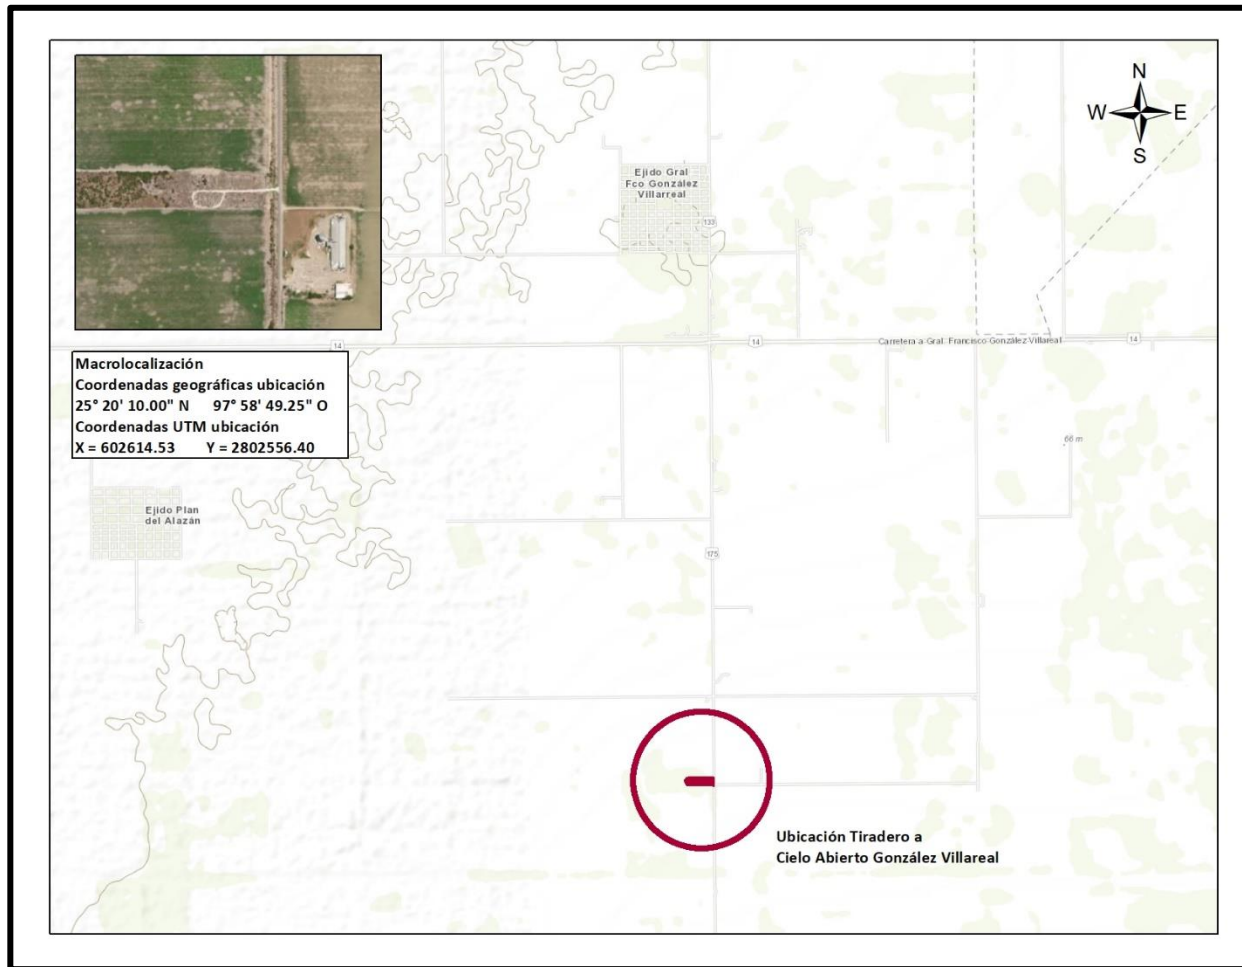 N
W E
S
Ejido Gral
Fco González
Villarreal
133
14
14
Carretera a Gral. Francisco González Villareal
14
Macrolocalización
Coordenadas geográficas ubicación
25° 20' 10.00" N 97° 58' 49.25" O
Coordenadas UTM ubicación
X = 602614.53 Y = 2802556.40
66 m
Ejido Plan
del Alazán
175
Ubicación Tiradero a
Cielo Abierto González Villareal